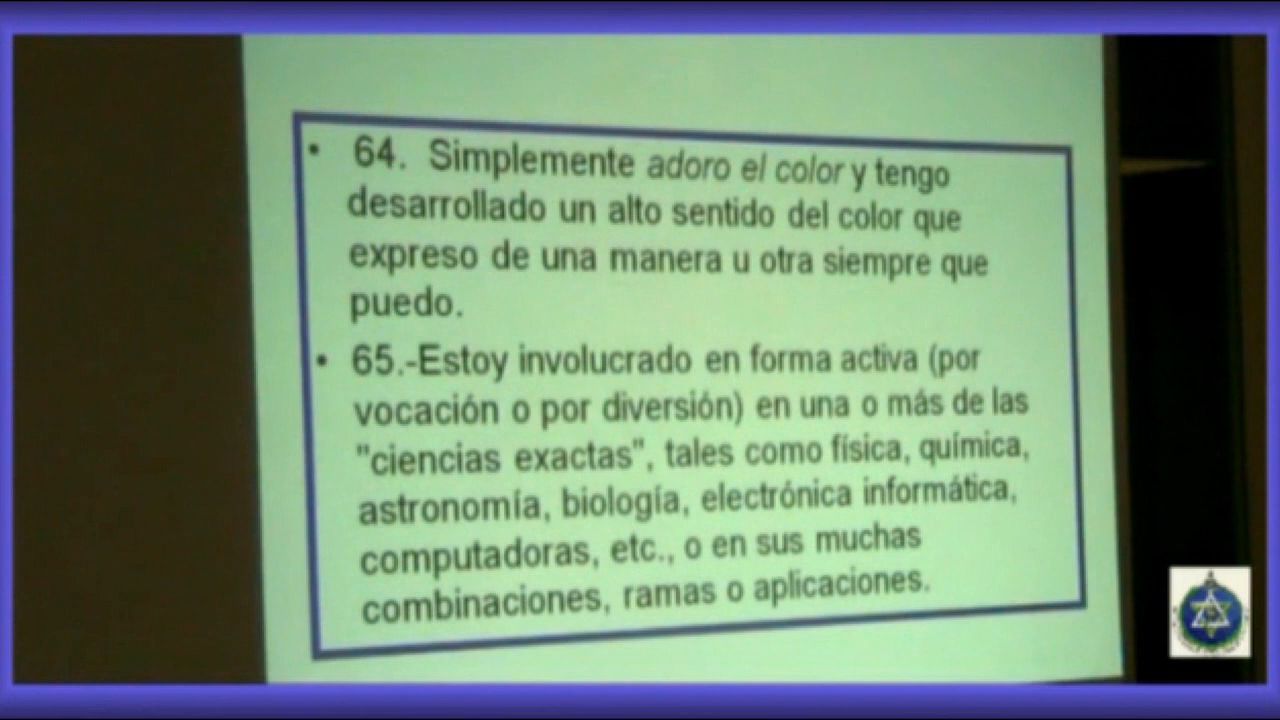 • 64. Simplemente adoro el color y tengo
desarrollado un alto sentido del color que
expreso de una manera u otra siempre que
puedo.
• 65.-Estoy involucrado en forma activa (por
vocación o por diversión) en una o más de las
"ciencias exactas", tales como física, química,
astronomía, biología, electrónica informática,
computadoras, etc., o en sus muchas
combinaciones, ramas o aplicaciones.